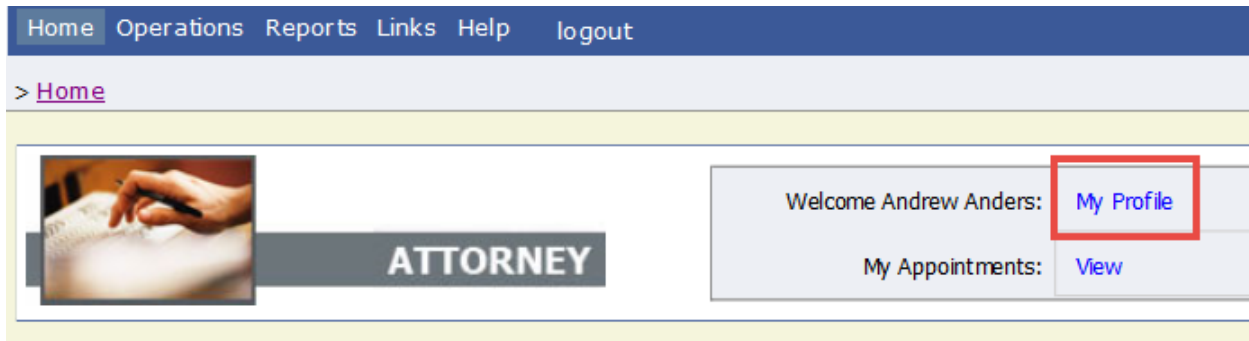 Home Operations Reports Links Help logout
> Home
ATTORNEY
Welcome Andrew Anders: My Profile
My Appointments: View